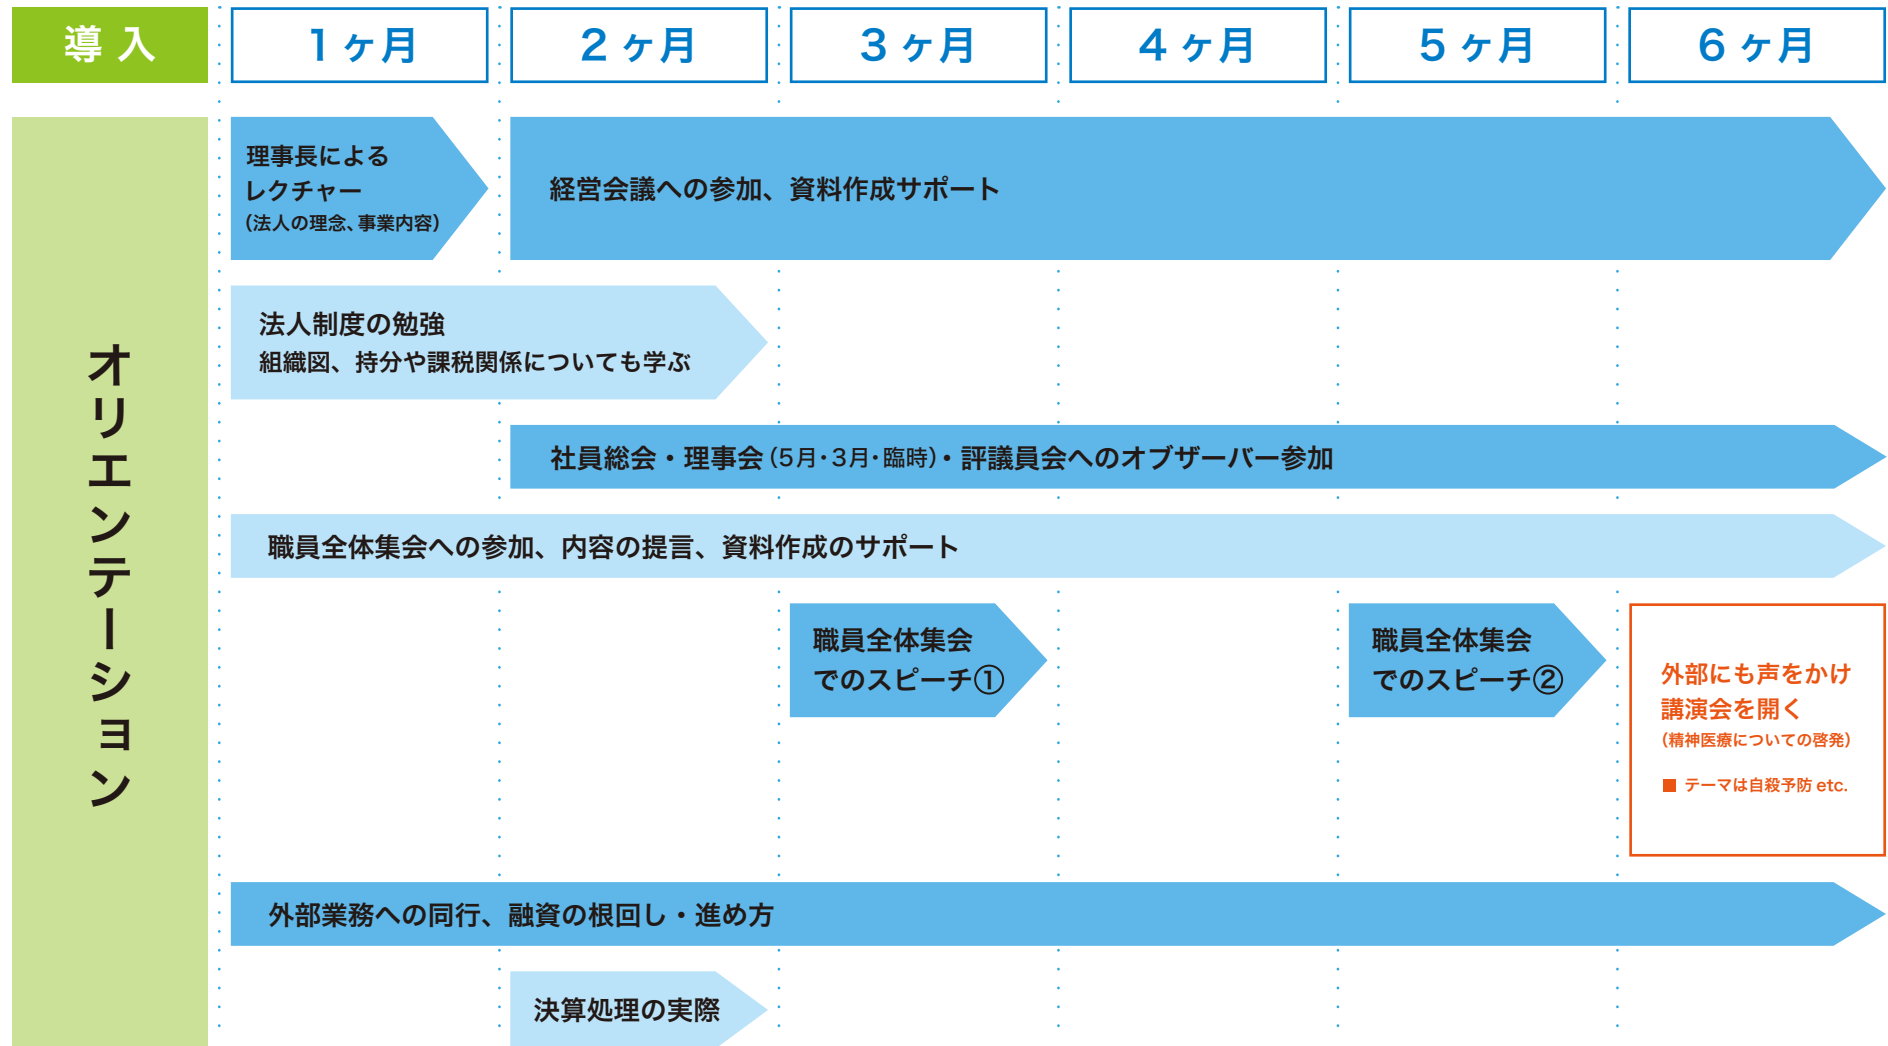 導入
1ヶ月
2ヶ月
3ヶ月
4ヶ月
5ヶ月
6ヶ月
オリエンテーション
理事長による
レクチャー
（法人の理念、事業内容）
経営会議への参加、資料作成サポート
法人制度の勉強
組織図、持分や課税関係についても学ぶ
社員総会・理事会（5月・3月・臨時）・評議員会へのオブザーバー参加
職員全体集会への参加、内容の提言、資料作成のサポート
職員全体集会
でのスピーチ①
職員全体集会
でのスピーチ②
外部にも声をかけ
講演会を開く
（精神医療についての啓発）
■ テーマは自殺予防 etc.
外部業務への同行、融資の根回し・進め方
決算処理の実際